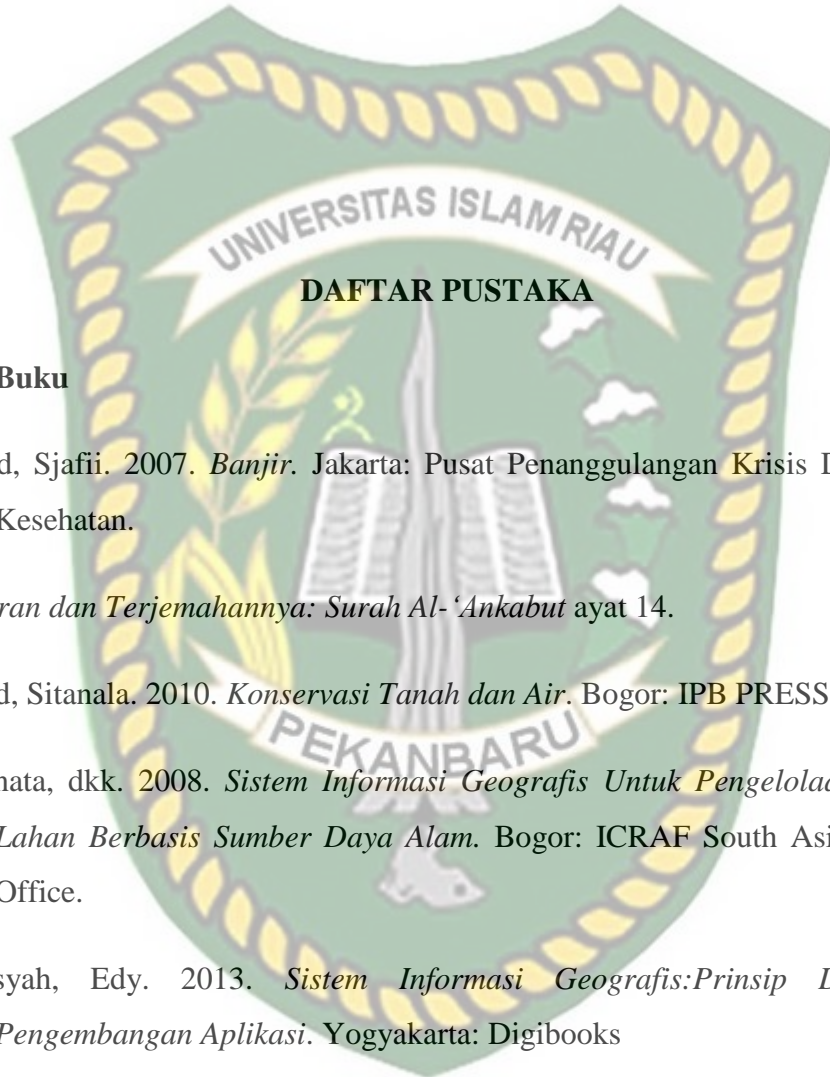 UNIVERSITAS ISLAM RIAU
DAFTAR PUSTAKA
Buku
d, Sjafii. 2007. Banjir. Jakarta: Pusat Penanggulangan Krisis
Kesehatan.
ran dan Terjemahannya: Surah Al-‘Ankabut ayat 14.
d, Sitanala. 2010. Konservasi Tanah dan Air. Bogor: IPB PRESS
PEKANBARU
nata, dkk. 2008. Sistem Informasi Geografis Untuk Pengelola
Lahan Berbasis Sumber Daya Alam. Bogor: ICRAF South Asi
Office.
syah, Edy. 2013. Sistem Informasi Geografis:Prinsip
Pengembangan Aplikasi. Yogyakarta: Digibooks